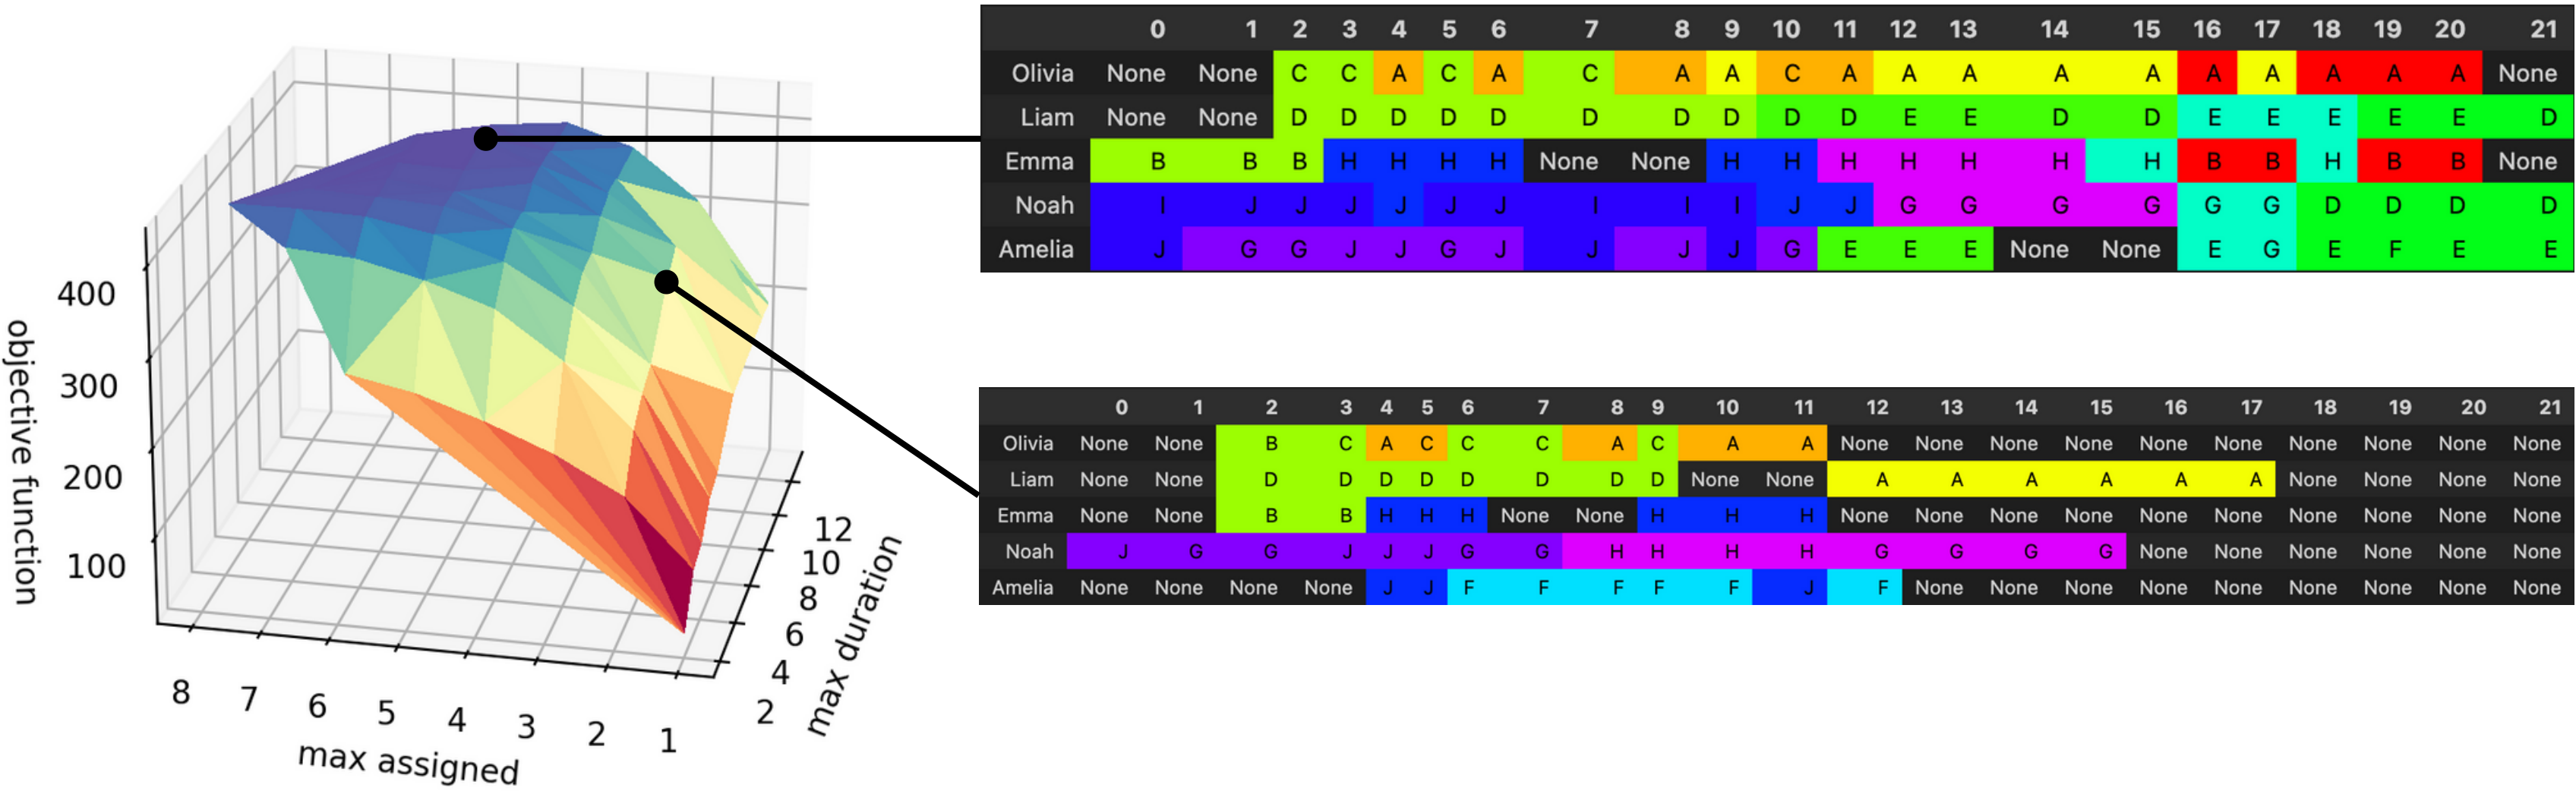 0 1 2 3 4 5 6 7 8 9 10 11 12 13 14 15 16 17 18 19 20 21
Olivia None None C C A C A C A A C A A A A A A A A A A None
Liam None None D D D D D D D D D D E E D D E E E E E D
Emma B B B H H H H None None H H H H H H H B B H B B None
Noah I J J J J J J I I I J J G G G G G G D D D D
Amelia J G G J J G J J J J G E E E None None E G E F E E
400
300
200
100
objective function
8 7 6 5 4 3 2 1
max assigned
12
10
8
6
4
2
max duration
0 1 2 3 4 5 6 7 8 9 10 11 12 13 14 15 16 17 18 19 20 21
Olivia None None B C A C C C A C A A None None None None None None None None None None
Liam None None D D D D D D D D None None A A A A A A None None None None
Emma None None B B H H H None None H H H None None None None None None None None None None
Noah J G G J J J G G H H H H G G G G None None None None None None
Amelia None None None None J J F F F F F J F None None None None None None None None None